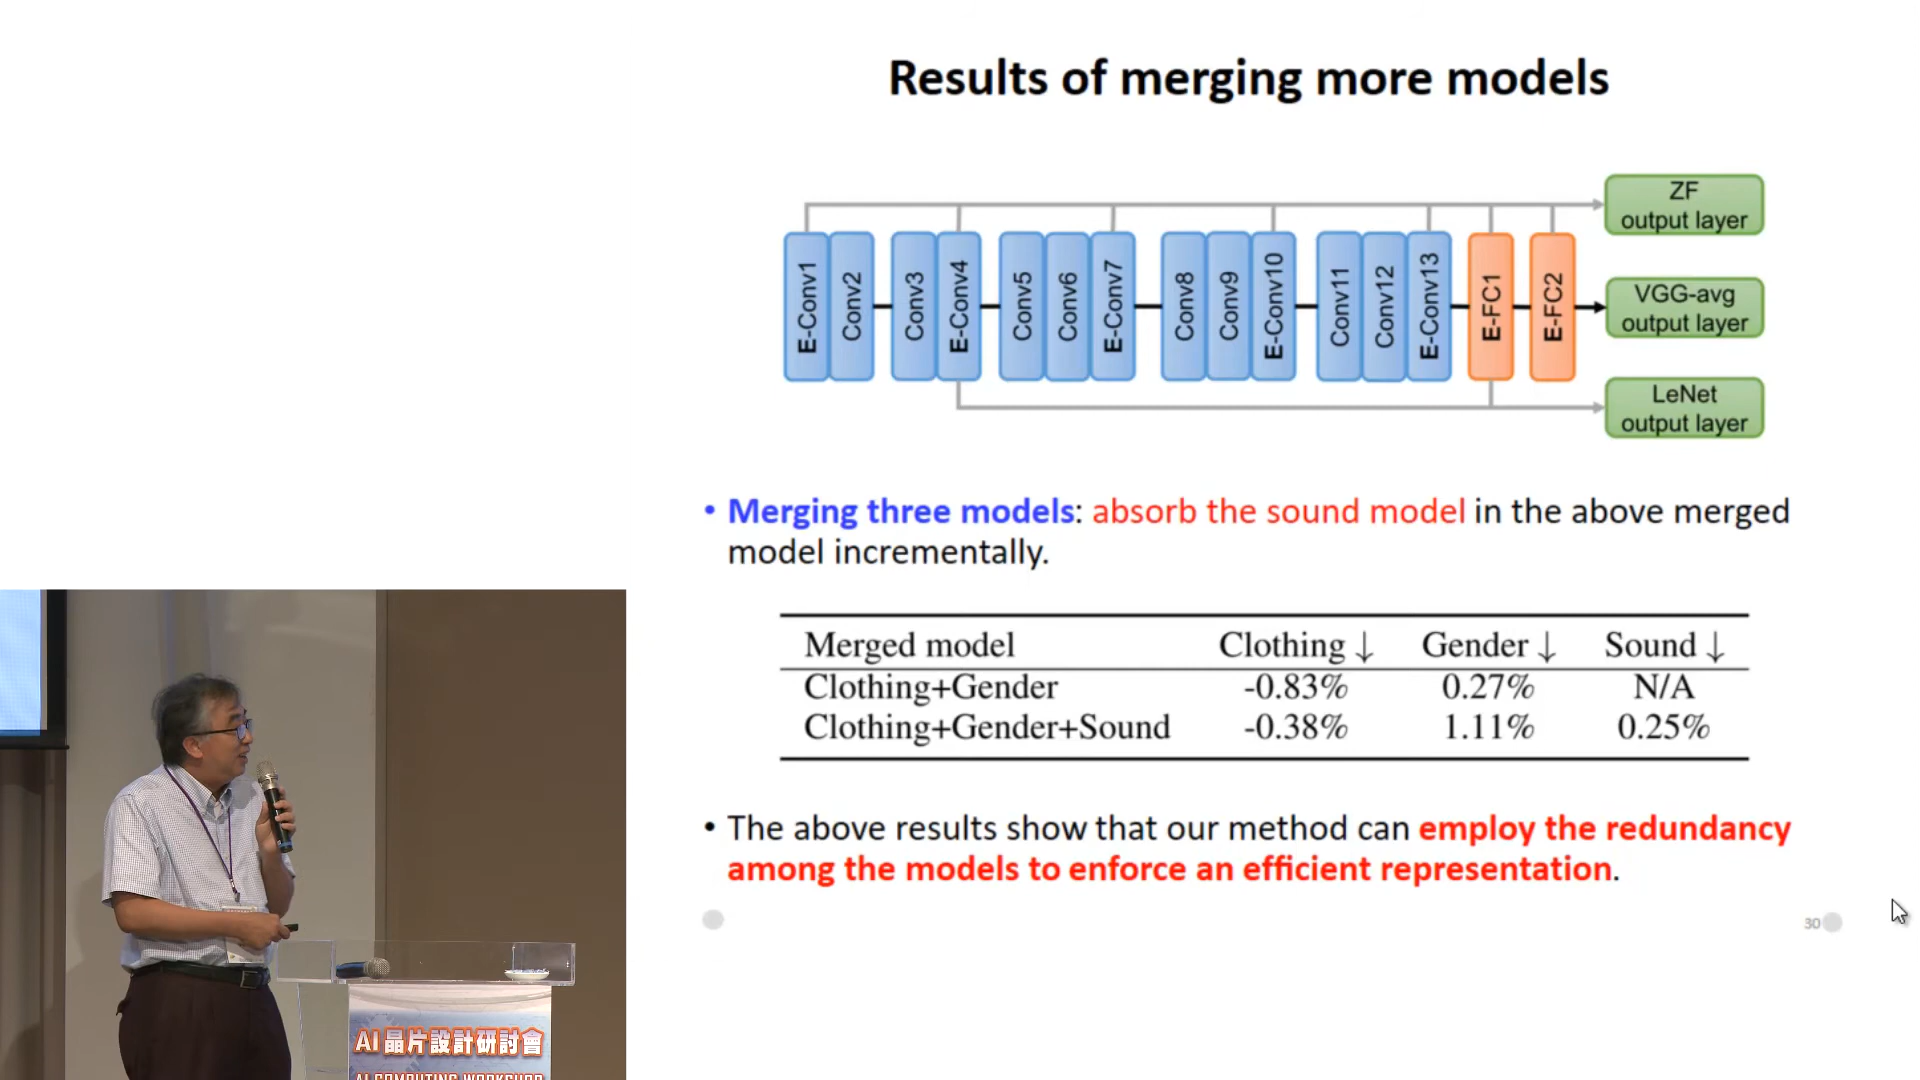 Results of merging more models
ZF
output layer
E-Conv1
Conv2
Conv3
E-Conv4
Conv5
Conv6
E-Conv7
Conv8
Conv9
E-Conv10
Conv11
Conv12
E-Conv13
E-FC1
E-FC2
VGG-avg
output layer
LeNet
output layer
• Merging three models: absorb the sound model in the above merged
model incrementally.
Merged model Clothing ↓ Gender ↓ Sound ↓
Clothing+Gender -0.83% 0.27% N/A
Clothing+Gender+Sound -0.38% 1.11% 0.25%
• The above results show that our method can employ the redundancy
among the models to enforce an efficient representation.
30
AI晶片設計研討會
AI COMPUTING WORKSHOP